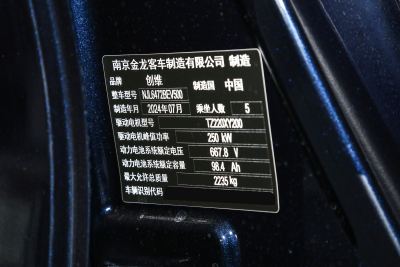 南京金龙客车制造有限公司 制造
品牌 创维 制造国 中国
整车型号 NJL6472BEV500
制造年月 2024年07月 乘坐人数 5
驱动电机型号 TZ220XY200
驱动电机峰值功率 250 kW
动力电池系统额定电压 667.8 V
动力电池系统额定容量 98.4 Ah
最大允许总质量 2235 kg
车辆识别代码